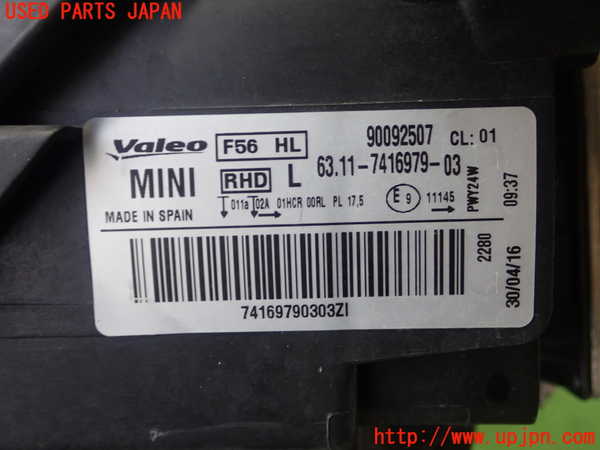 USED PARTS JAPAN
Valeo F56 HL 90092507 CL: 01
MINI RHD L 63.11-7416979-03
MADE IN SPAIN 011a 02A 01HCR 00RL PL 17,5 E 9 11145
PWY24W
2280
30/04/16 09:37
74169790303ZI
http://www.upjpn.com